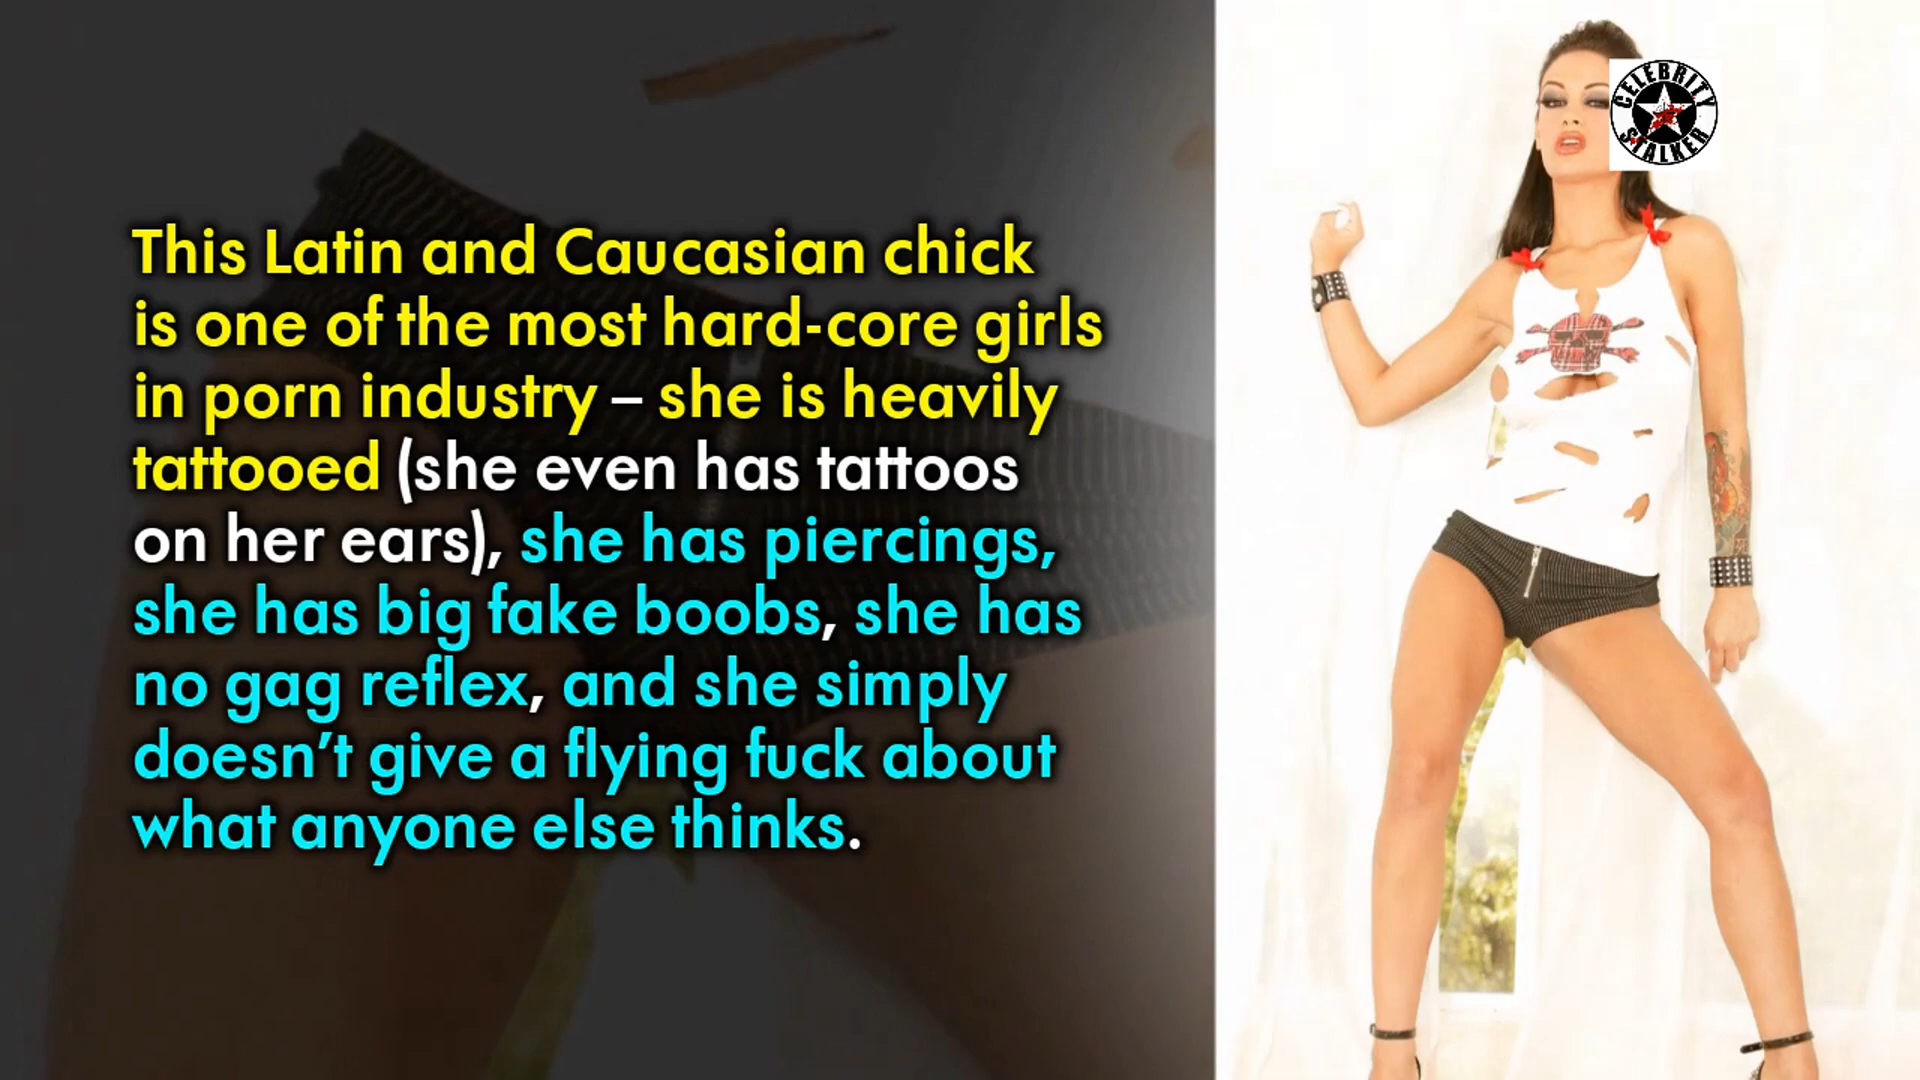 This Latin and Caucasian chick
is one of the most hard-core girls
in porn industry – she is heavily
tattooed (she even has tattoos
on her ears), she has piercings,
she has big fake boobs, she has
no gag reflex, and she simply
doesn’t give a flying fuck about
what anyone else thinks.
CELEBRITY
STALKER